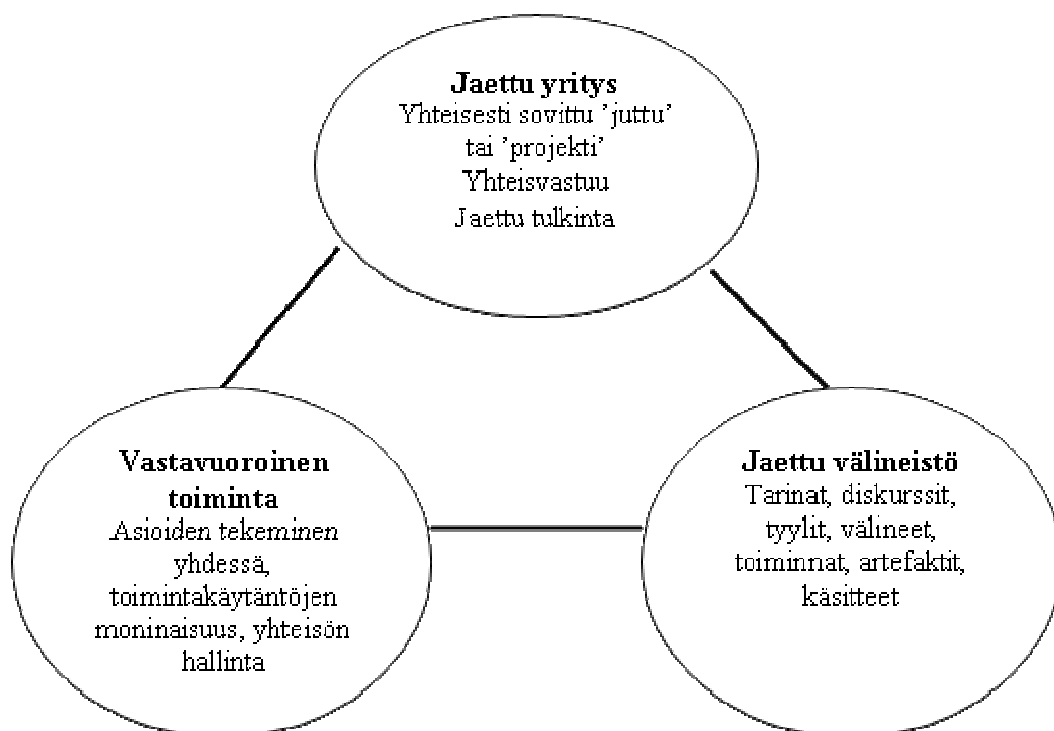 Jaettu yritys
Yhteisesti sovittu ’juttu’
tai ’projekti’
Yhteisvastuu
Jaettu tulkinta
Vastavuoroinen
toiminta
Asioiden tekeminen
yhdessä,
toimintakäytäntöjen
moninaisuus, yhteisön
hallinta
Jaettu välineistö
Tarinat, diskurssit,
tyylit, välineet,
toiminnat, artefaktit,
käsitteet